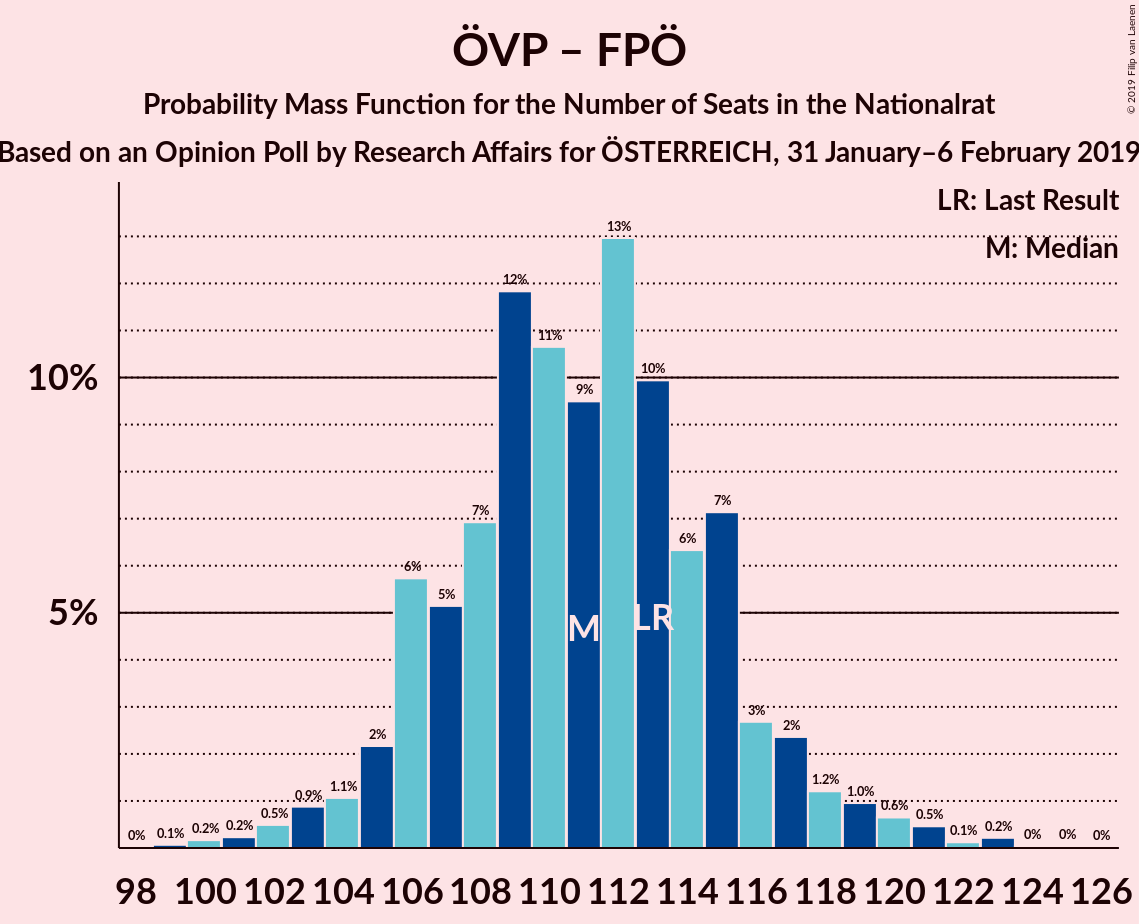 ÖVP – FPÖ
Probability Mass Function for the Number of Seats in the Nationalrat
Based on an Opinion Poll by Research Affairs for ÖSTERREICH, 31 January–6 February 2019
© 2019 Filip van Laenen
LR: Last Result
M: Median
10%
5%
0% 0.1% 0.2% 0.2% 0.5% 0.9% 1.1% 2% 6% 5% 7% 12% 11% 9% 13% 10% 6% 7% 3% 2% 1.2% 1.0% 0.6% 0.5% 0.1% 0.2% 0% 0% 0%
M LR
98 100 102 104 106 108 110 112 114 116 118 120 122 124 126